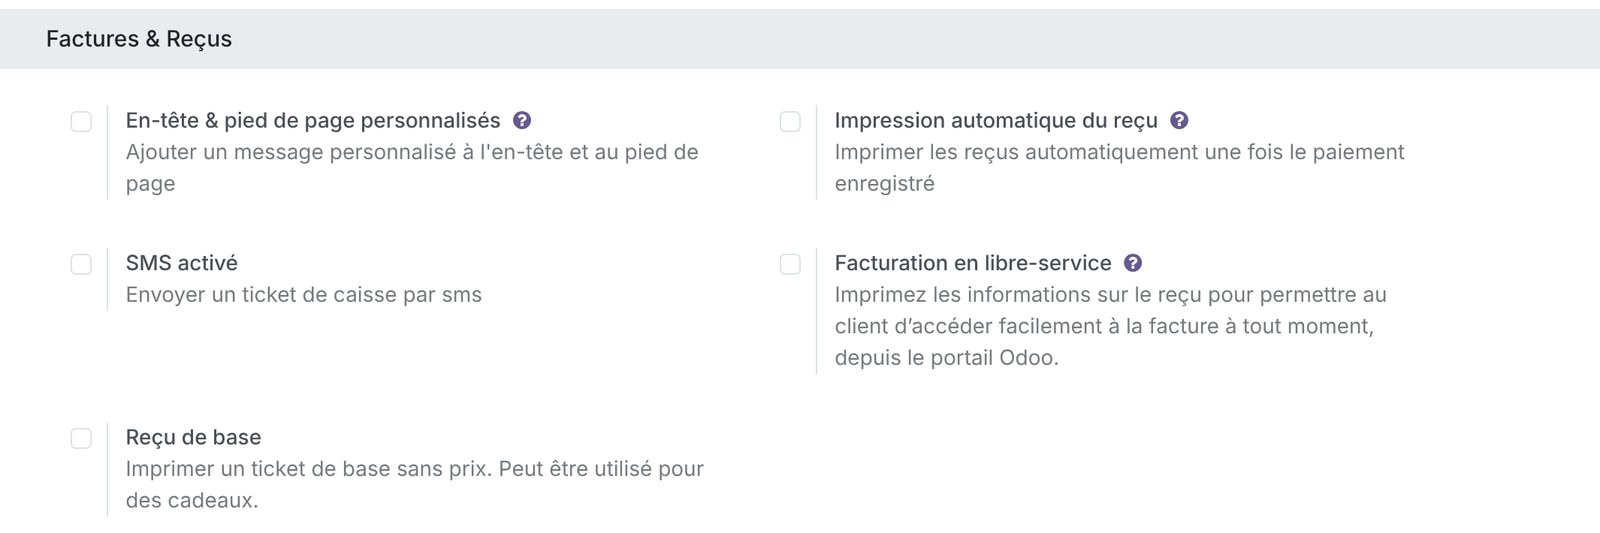 Factures & Reçus
En-tête & pied de page personnalisés
Ajouter un message personnalisé à l'en-tête et au pied de
page
Impression automatique du reçu
Imprimer les reçus automatiquement une fois le paiement
enregistré
SMS activé
Envoyer un ticket de caisse par sms
Facturation en libre-service
Imprimez les informations sur le reçu pour permettre au
client d’accéder facilement à la facture à tout moment,
depuis le portail Odoo.
Reçu de base
Imprimer un ticket de base sans prix. Peut être utilisé pour
des cadeaux.